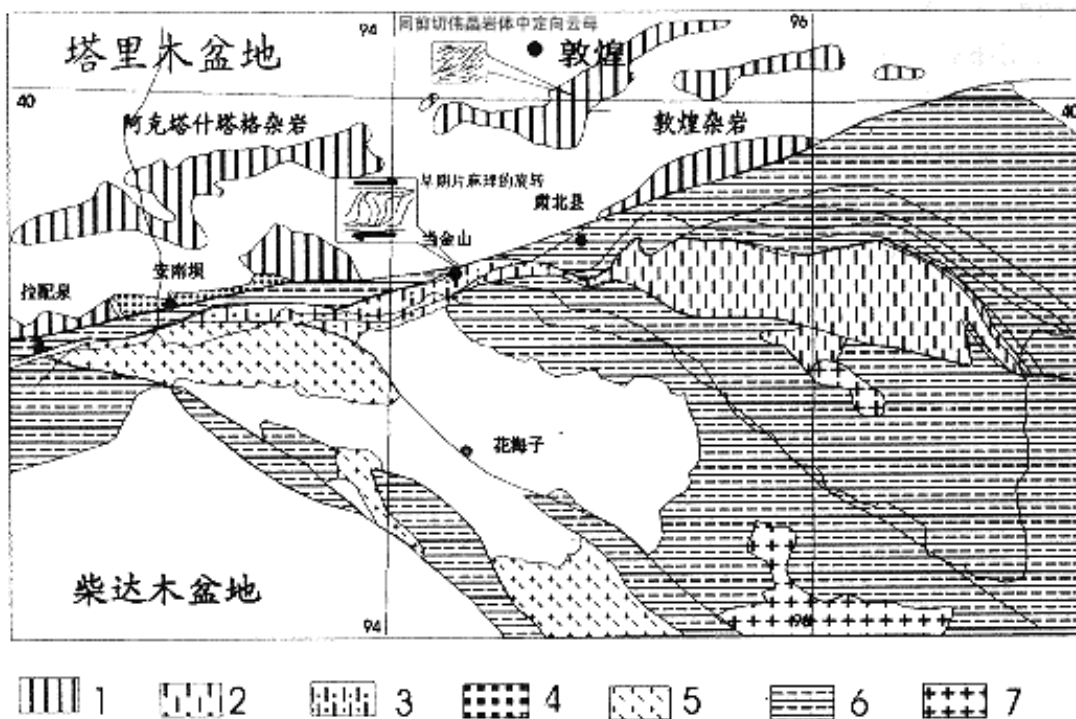 94
同剪切伟晶岩体中定向云母
96
塔里木盆地
敦煌
40
40
阿克塔什塔格杂岩
敦煌杂岩
早期片麻理的旋转
肃北县
当金山
安南坝
拉配泉
花海子
柴达木盆地
94
96
1
2
3
4
5
6
7